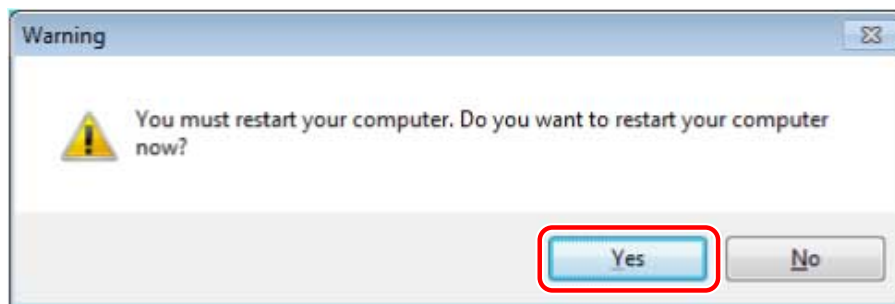 Warning
You must restart your computer. Do you want to restart your computer
now?
Yes
No